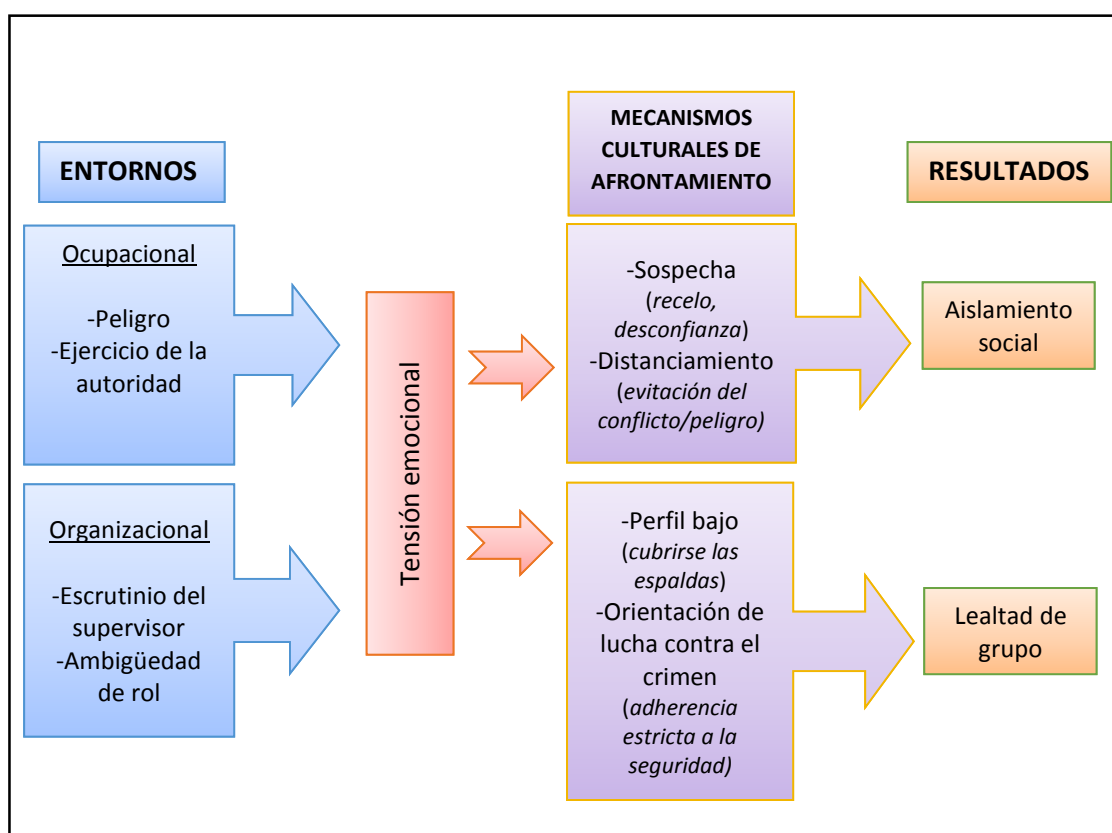 ENTORNOS
MECANISMOS
CULTURALES DE
AFRONTAMIENTO
RESULTADOS
Ocupacional
-Peligro
-Ejercicio de la
autoridad
Organizacional
-Escrutinio del
supervisor
-Ambigüedad
de rol
Tensión emocional
-Sospecha
(recelo,
desconfianza)
-Distanciamiento
(evitación del
conflicto/peligro)
-Perfil bajo
(cubrirse las
espaldas)
-Orientación de
lucha contra el
crimen
(adherencia
estricta a la
seguridad)
Aislamiento
social
Lealtad de
grupo